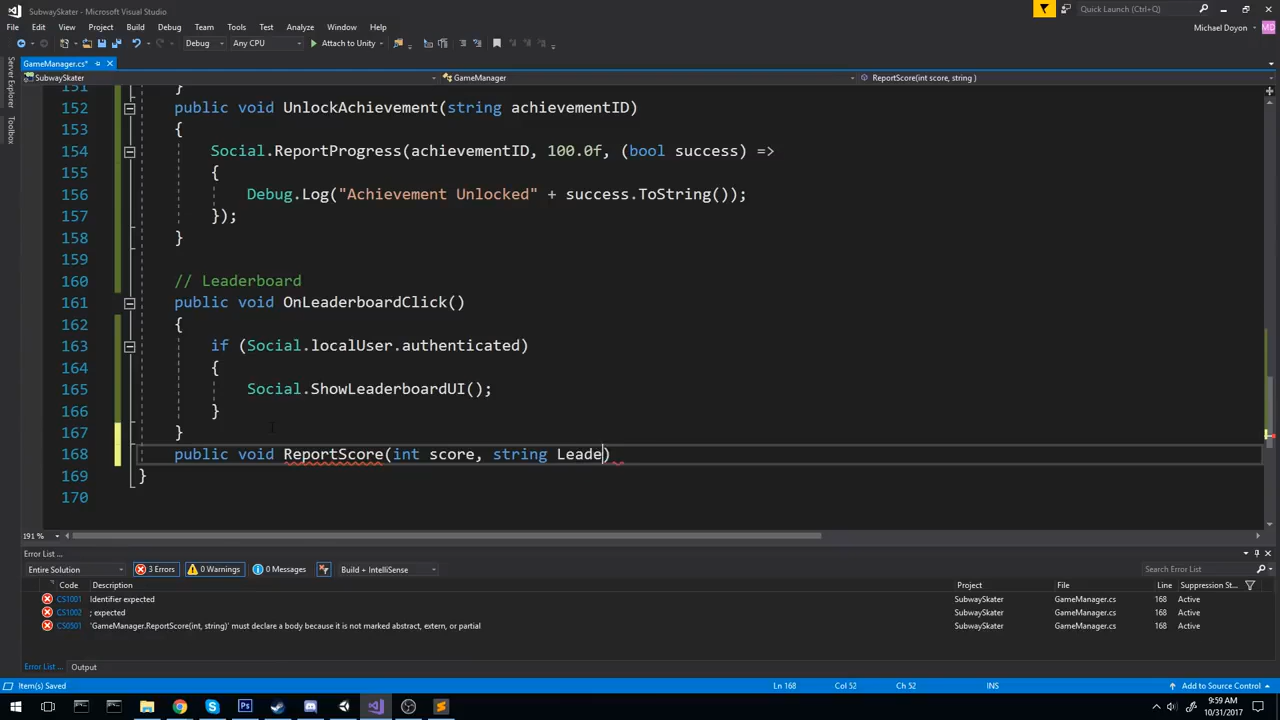 SubwaySkater - Microsoft Visual Studio
Quick Launch (Ctrl+Q)
File Edit View Project Build Debug Team Tools Test Analyze Window Help
Michael Doyon MD
Debug Any CPU Attach to Unity
GameManager.cs*
SubwaySkater GameManager ReportScore(int score, string )
Server Explorer
Toolbox
151 }
152 public void UnlockAchievement(string achievementID)
153 {
154 Social.ReportProgress(achievementID, 100.0f, (bool success) =>
155 {
156 Debug.Log("Achievement Unlocked" + success.ToString());
157 });
158 }
159
160 // Leaderboard
161 public void OnLeaderboardClick()
162 {
163 if (Social.localUser.authenticated)
164 {
165 Social.ShowLeaderboardUI();
166 }
167 }
168 public void ReportScore(int score, string Leade)
169 }
170
191 %
Error List ...
Entire Solution 3 Errors 0 Warnings 0 Messages Build + IntelliSense Search Error List
Code Description Project File Line Suppression St...
CS1001 Identifier expected SubwaySkater GameManager.cs 168 Active
CS1002 ; expected SubwaySkater GameManager.cs 168 Active
CS0501 'GameManager.ReportScore(int, string)' must declare a body because it is not marked abstract, extern, or partial SubwaySkater GameManager.cs 168 Active
Error List ... Output
Item(s) Saved Ln 168 Col 52 Ch 52 INS Add to Source Control
9:59 AM
10/31/2017